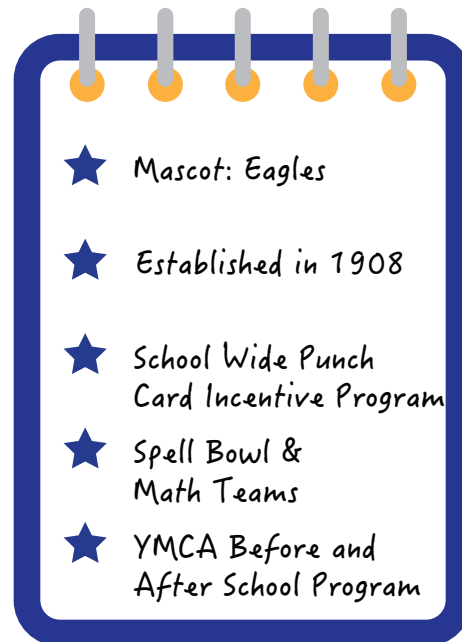 Mascot: Eagles
Established in 1908
School Wide Punch
Card Incentive Program
Spell Bowl &
Math Teams
YMCA Before and
After School Program